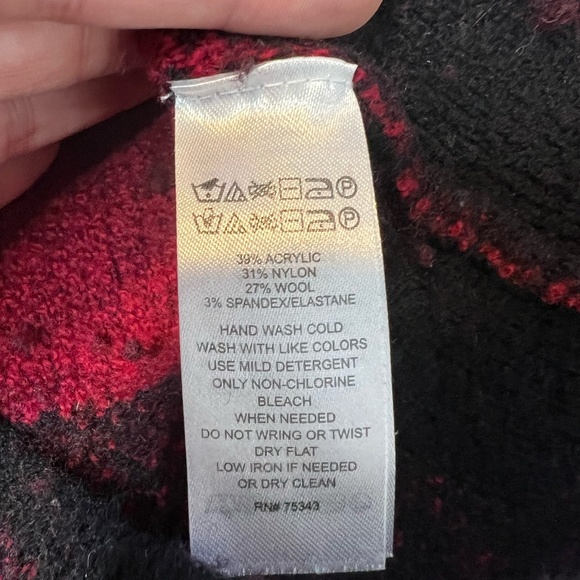 39% ACRYLIC
31% NYLON
27% WOOL
3% SPANDEX/ELASTANE
HAND WASH COLD
WASH WITH LIKE COLORS
USE MILD DETERGENT
ONLY NON-CHLORINE
BLEACH
WHEN NEEDED
DO NOT WRING OR TWIST
DRY FLAT
LOW IRON IF NEEDED
OR DRY CLEAN
RN# 75343